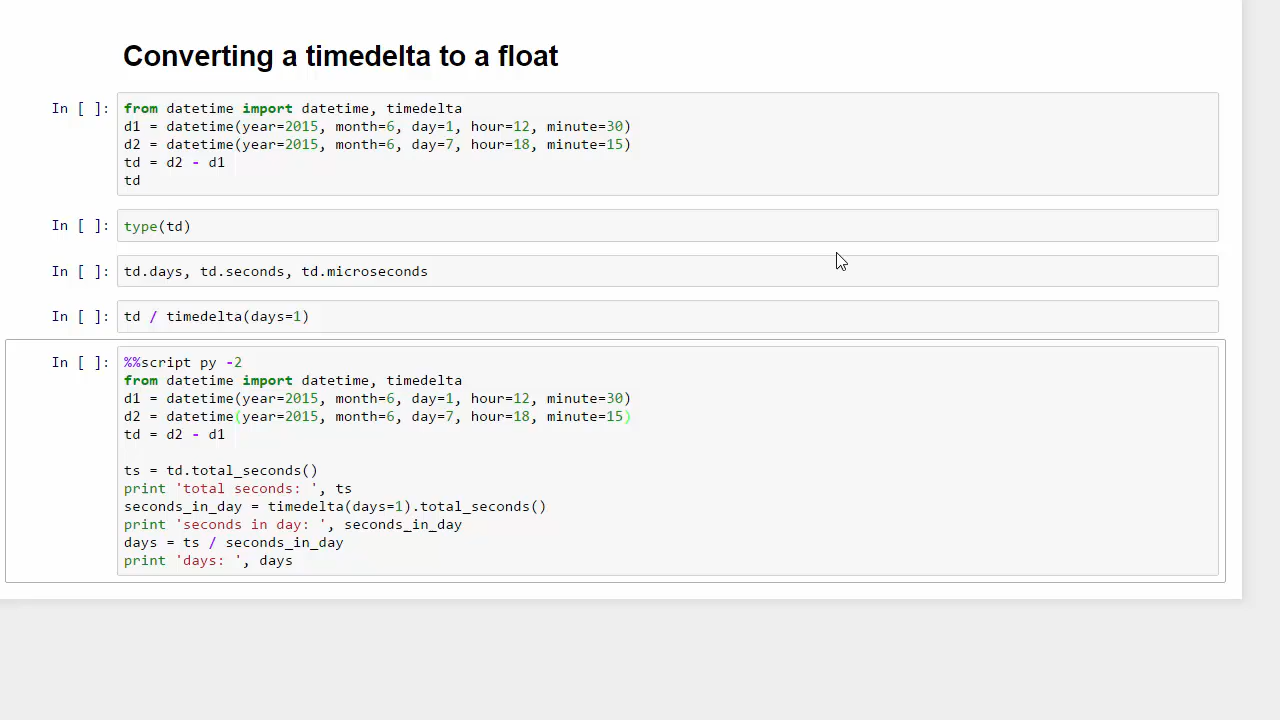 Converting a timedelta to a float
In [ ]:
from datetime import datetime, timedelta
d1 = datetime(year=2015, month=6, day=1, hour=12, minute=30)
d2 = datetime(year=2015, month=6, day=7, hour=18, minute=15)
td = d2 - d1
td
In [ ]:
type(td)
In [ ]:
td.days, td.seconds, td.microseconds
In [ ]:
td / timedelta(days=1)
In [ ]:
%%script py -2
from datetime import datetime, timedelta
d1 = datetime(year=2015, month=6, day=1, hour=12, minute=30)
d2 = datetime(year=2015, month=6, day=7, hour=18, minute=15)
td = d2 - d1
ts = td.total_seconds()
print 'total seconds: ', ts
seconds_in_day = timedelta(days=1).total_seconds()
print 'seconds in day: ', seconds_in_day
days = ts / seconds_in_day
print 'days: ', days